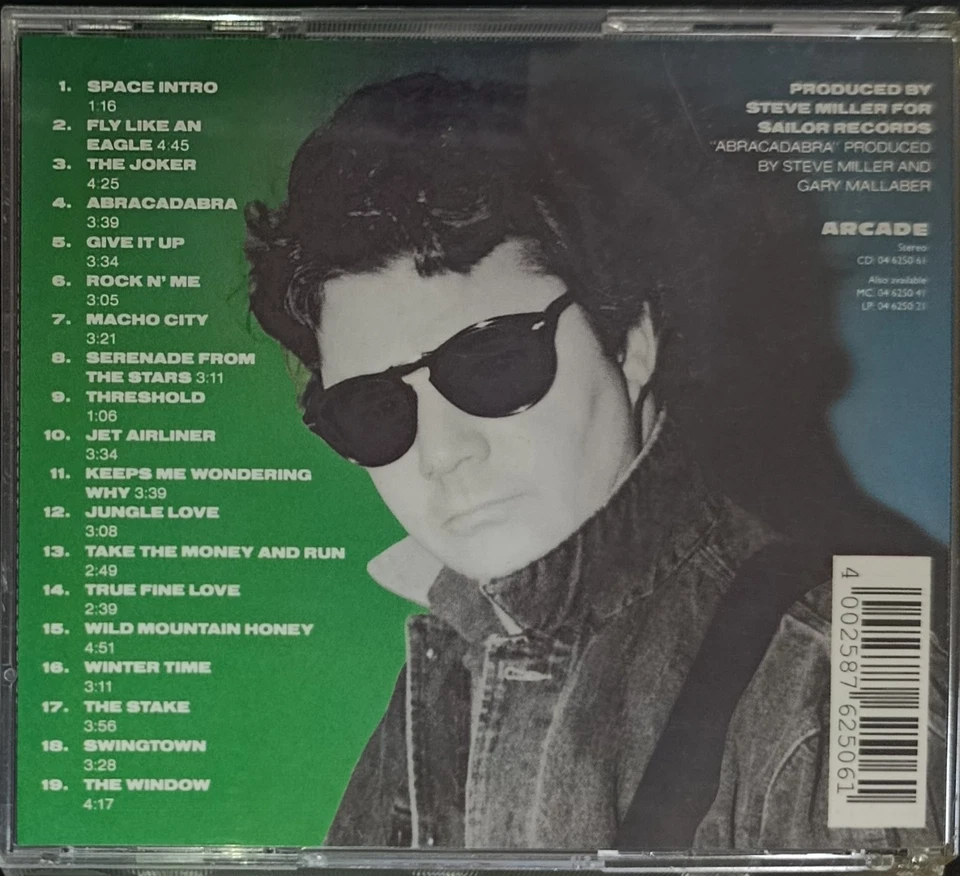 1. SPACE INTRO
1:16
2. FLY LIKE AN
EAGLE 4:45
3. THE JOKER
4:25
4. ABRACADABRA
3:39
5. GIVE IT UP
3:34
6. ROCK N' ME
3:05
7. MACHO CITY
3:21
8. SERENADE FROM
THE STARS 3:11
9. THRESHOLD
1:06
10. JET AIRLINER
3:34
11. KEEPS ME WONDERING
WHY 3:39
12. JUNGLE LOVE
3:08
13. TAKE THE MONEY AND RUN
2:49
14. TRUE FINE LOVE
2:39
15. WILD MOUNTAIN HONEY
4:51
16. WINTER TIME
3:11
17. THE STAKE
3:56
18. SWINGTOWN
3:28
19. THE WINDOW
4:17
PRODUCED BY
STEVE MILLER FOR
SAILOR RECORDS
"ABRACADABRA" PRODUCED
BY STEVE MILLER AND
GARY MALLABER
ARCADE
Stereo
CD: 04 6250 61
Also available
MC: 04 6250 41
LP: 04 6250 21
4 002587 625061